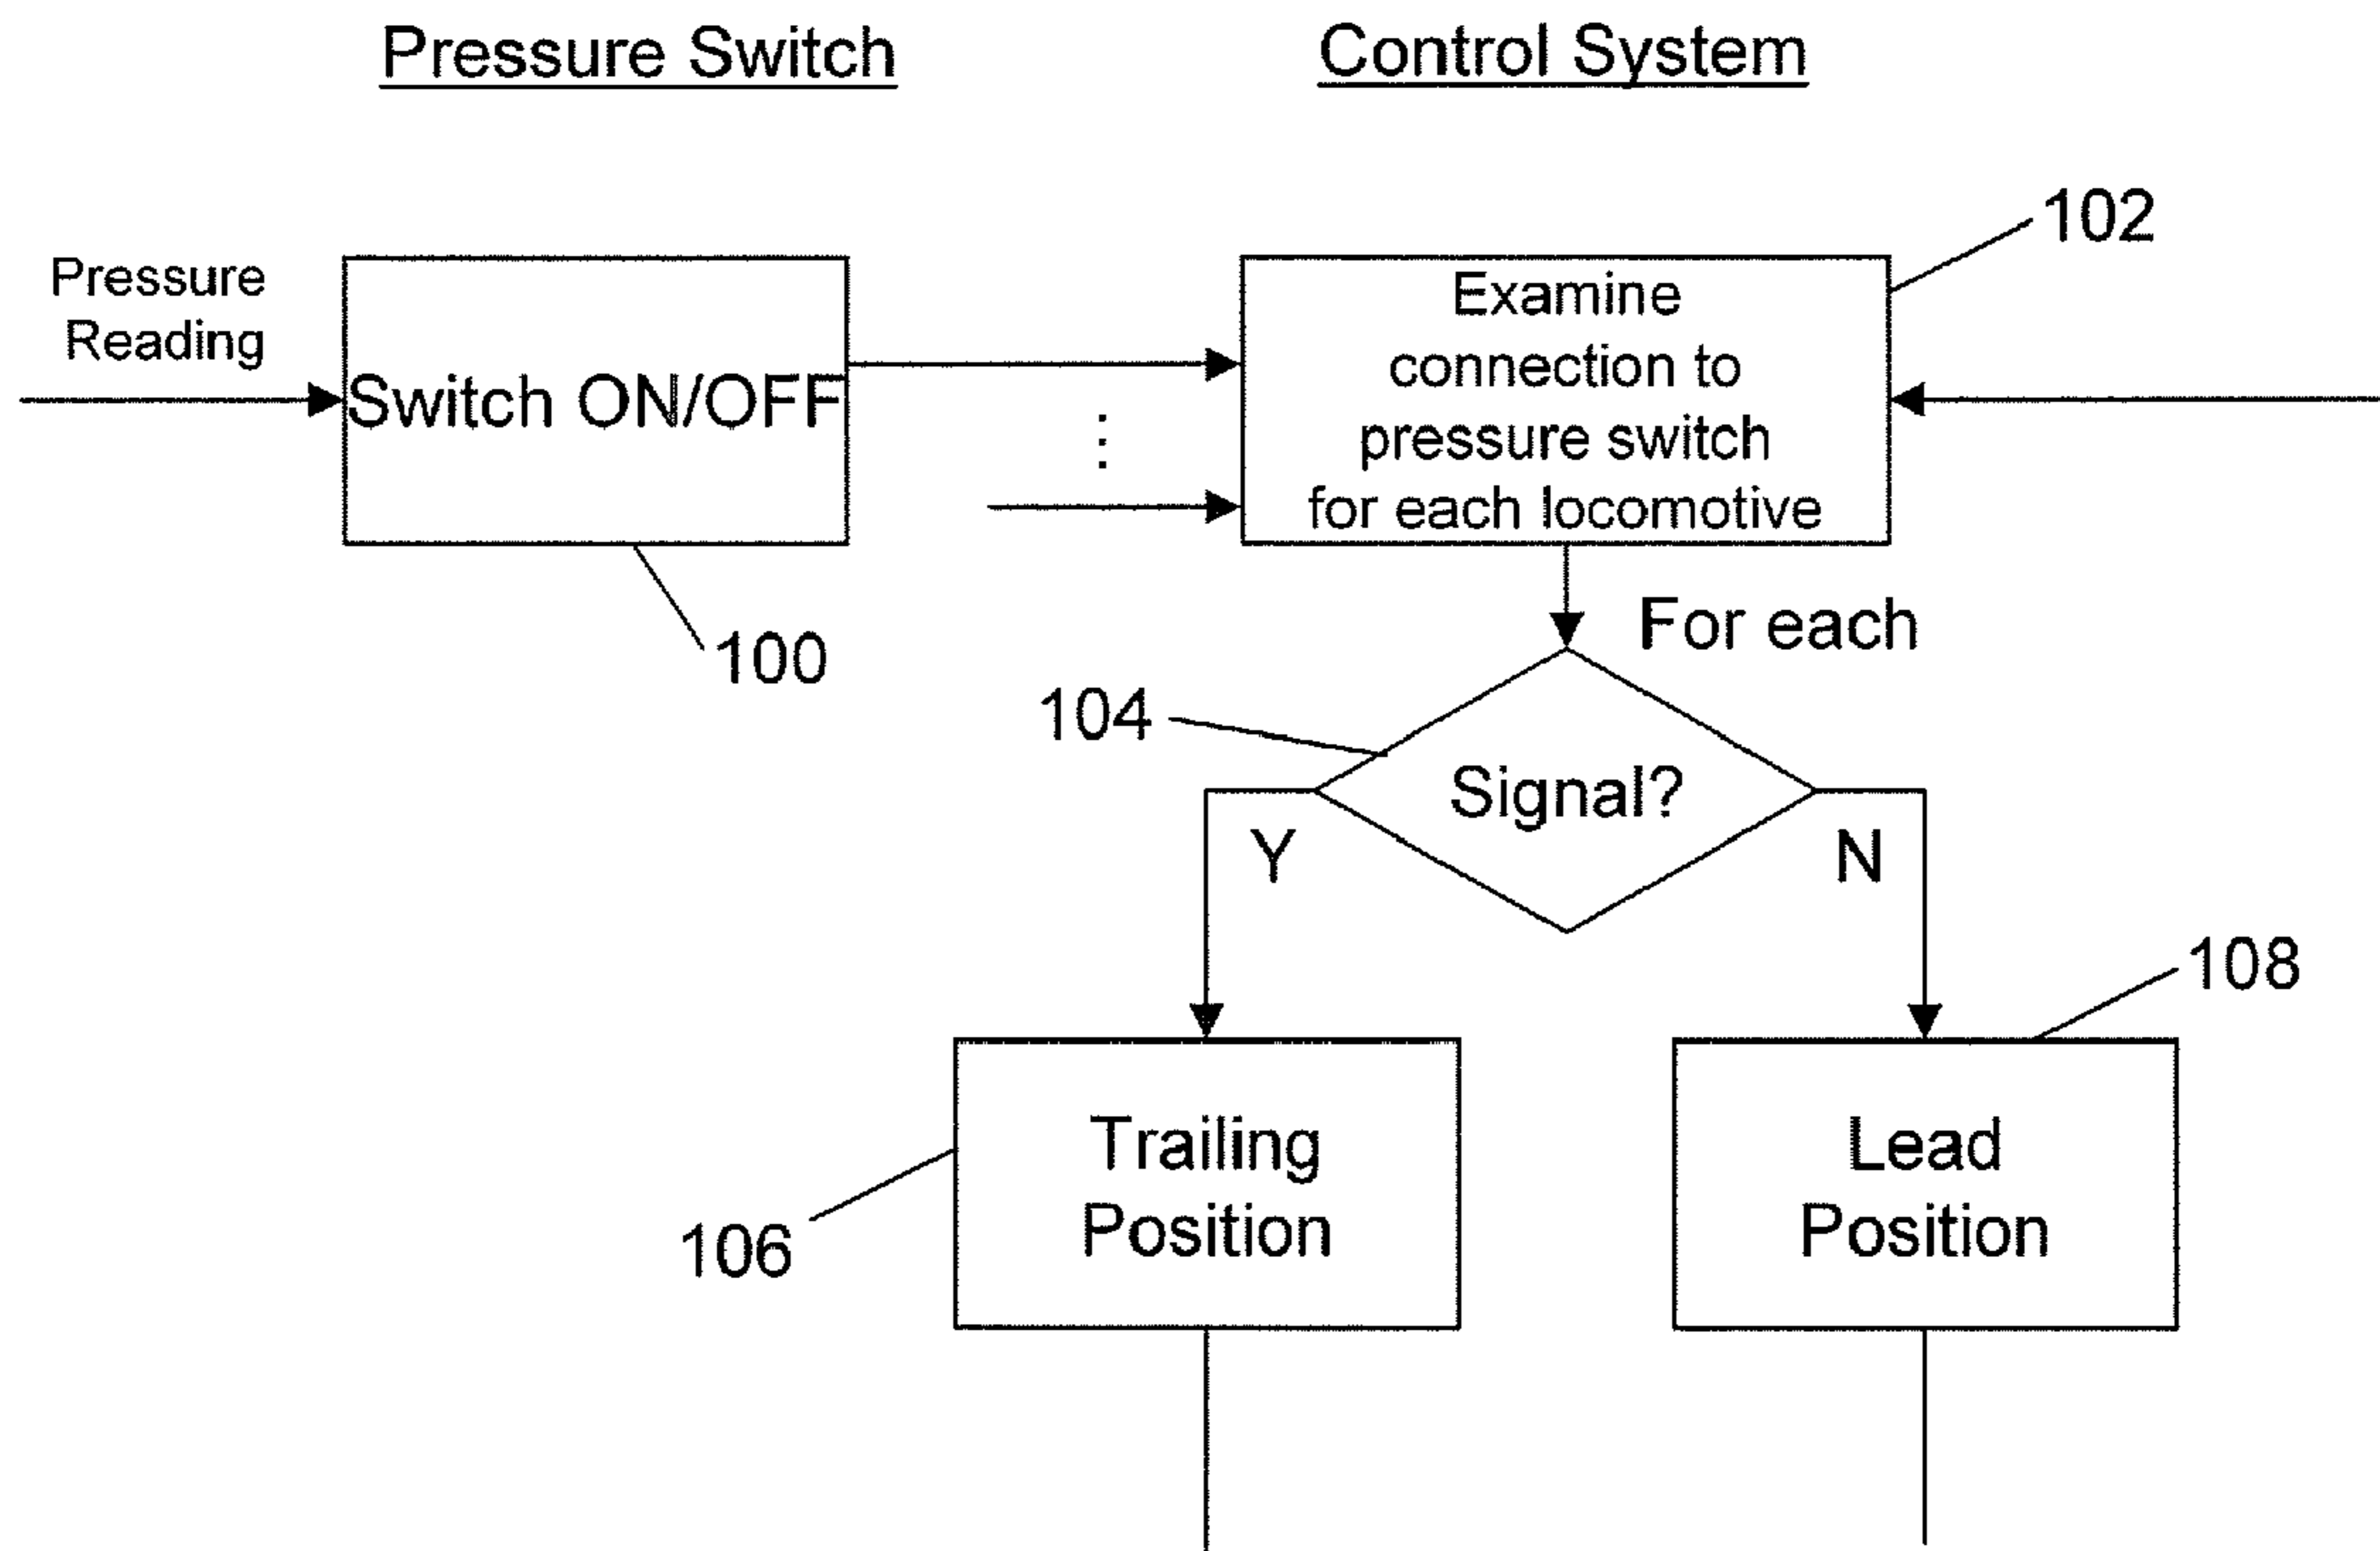 Pressure Switch
Control System
102
Pressure
Reading
Switch ON/OFF
Examine
connection to
pressure switch
for each locomotive
⋮
100
For each
104
Signal?
Y
N
108
Trailing
Position
106
Lead
Position